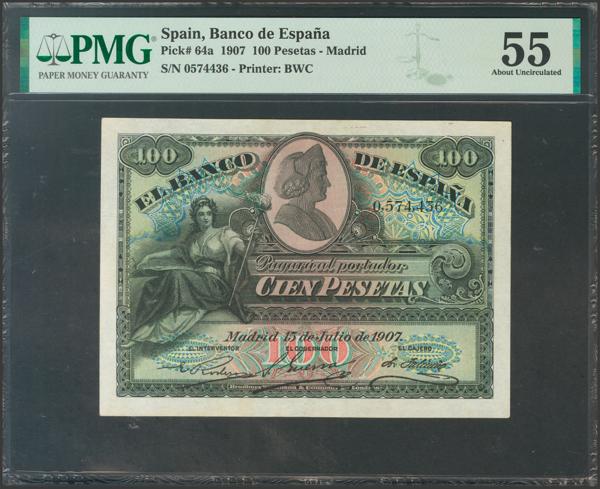 PMG
PAPER MONEY GUARANTY
Spain, Banco de España
Pick# 64a 1907 100 Pesetas - Madrid
S/N 0574436 - Printer: BWC
55
About Uncirculated
100
100
EL BANCO DE ESPAÑA
0,574,436
Pagará al portador
CIEN PESETAS
Madrid 15 de Julio de 1907.
EL INTERVENTOR
EL GOBERNADOR
EL CAJERO
100